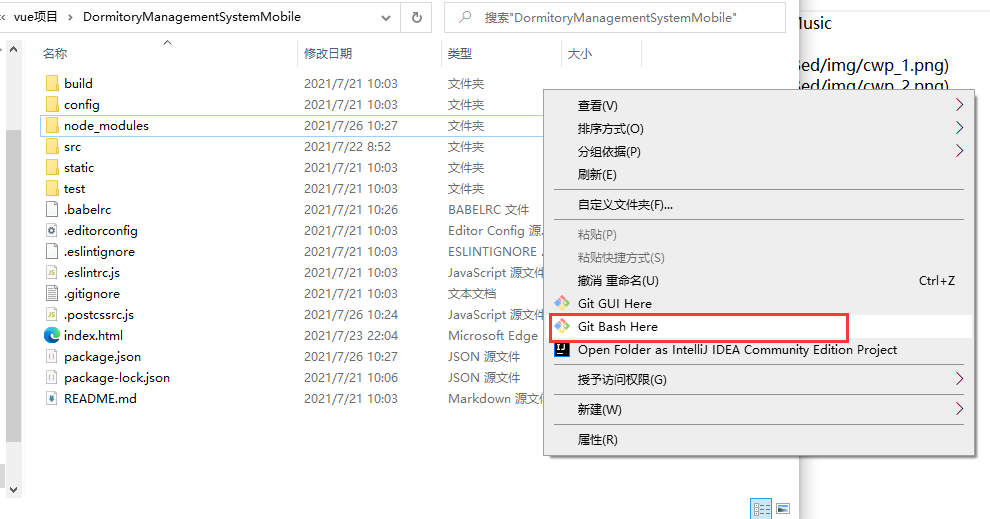 « vue项目 › DormitoryManagementSystemMobile
搜索"DormitoryManagementSystemMobile"
Music
名称 修改日期 类型 大小
Bed/img/cwp_1.png)
Bed/img/cwp_2.png)
build 2021/7/21 10:03 文件夹
config 2021/7/21 10:03 文件夹
node_modules 2021/7/26 10:27 文件夹
src 2021/7/22 8:52 文件夹
static 2021/7/21 10:03 文件夹
test 2021/7/21 10:03 文件夹
.babelrc 2021/7/21 10:26 BABELRC 文件
.editorconfig 2021/7/21 10:03 Editor Config 源...
.eslintignore 2021/7/21 10:03 ESLINTIGNORE
.eslintrc.js 2021/7/21 10:03 JavaScript 源文件
.gitignore 2021/7/21 10:03 文本文档
.postcssrc.js 2021/7/26 10:24 JavaScript 源文件
index.html 2021/7/23 22:04 Microsoft Edge
package.json 2021/7/26 10:27 JSON 源文件
package-lock.json 2021/7/21 10:06 JSON 源文件
README.md 2021/7/21 10:03 Markdown 源文件
查看(V)
排序方式(O)
分组依据(P)
刷新(E)
自定义文件夹(F)...
粘贴(P)
粘贴快捷方式(S)
撤消 重命名(U) Ctrl+Z
Git GUI Here
Git Bash Here
Open Folder as IntelliJ IDEA Community Edition Project
授予访问权限(G)
新建(W)
属性(R)